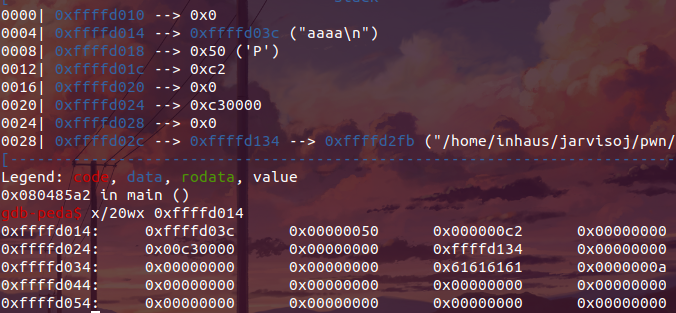 stack
0000| 0xffffd010 --> 0x0
0004| 0xffffd014 --> 0xffffd03c ("aaaa\n")
0008| 0xffffd018 --> 0x50 ('P')
0012| 0xffffd01c --> 0xc2
0016| 0xffffd020 --> 0x0
0020| 0xffffd024 --> 0xc30000
0024| 0xffffd028 --> 0x0
0028| 0xffffd02c --> 0xffffd134 --> 0xffffd2fb ("/home/inhaus/jarvisoj/pwn/
[------------------------------------------------------------------------------
Legend: code, data, rodata, value
0x080485a2 in main ()
gdb-peda$ x/20wx 0xffffd014
0xffffd014: 0xffffd03c 0x00000050 0x000000c2 0x00000000
0xffffd024: 0x00c30000 0x00000000 0xffffd134 0x00000000
0xffffd034: 0x00000000 0x00000000 0x61616161 0x0000000a
0xffffd044: 0x00000000 0x00000000 0x00000000 0x00000000
0xffffd054: 0x00000000 0x00000000 0x00000000 0x00000000